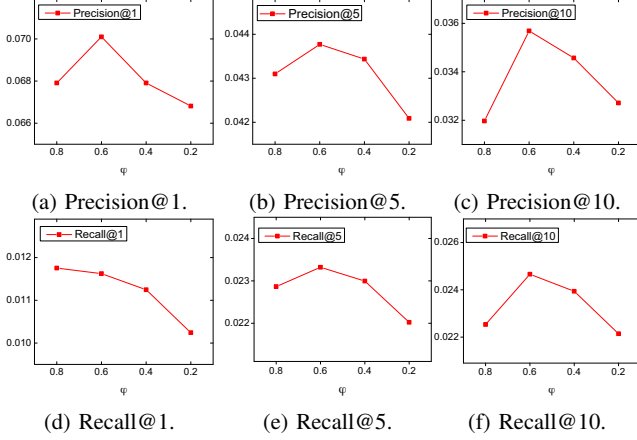 Precision@1
0.070
0.068
0.066
0.8 0.6 0.4 0.2
φ
(a) Precision@1.
Precision@5
0.044
0.043
0.042
0.8 0.6 0.4 0.2
φ
(b) Precision@5.
Precision@10
0.036
0.034
0.032
0.8 0.6 0.4 0.2
φ
(c) Precision@10.
Recall@1
0.012
0.011
0.010
0.8 0.6 0.4 0.2
φ
(d) Recall@1.
Recall@5
0.024
0.023
0.022
0.8 0.6 0.4 0.2
φ
(e) Recall@5.
Recall@10
0.026
0.024
0.022
0.8 0.6 0.4 0.2
φ
(f) Recall@10.